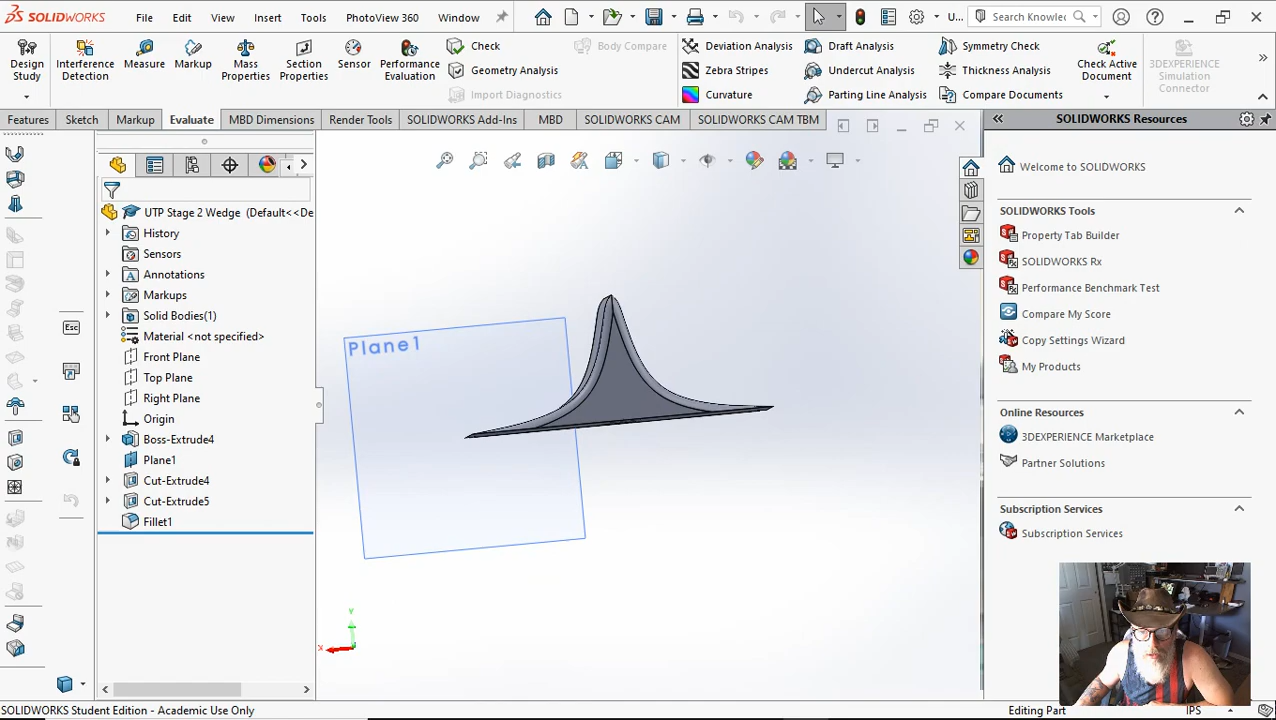 SOLIDWORKS File Edit View Insert Tools PhotoView 360 Window U... Search Knowle
Design Study
Interference Detection
Measure
Markup
Mass Properties
Section Properties
Sensor
Performance Evaluation
Check
Geometry Analysis
Import Diagnostics
Body Compare
Deviation Analysis
Zebra Stripes
Curvature
Draft Analysis
Undercut Analysis
Parting Line Analysis
Symmetry Check
Thickness Analysis
Compare Documents
Check Active Document
3DEXPERIENCE Simulation Connector
Features Sketch Markup Evaluate MBD Dimensions Render Tools SOLIDWORKS Add-Ins MBD SOLIDWORKS CAM SOLIDWORKS CAM TBM
UTP Stage 2 Wedge (Default<<De
History
Sensors
Annotations
Markups
Solid Bodies(1)
Material <not specified>
Front Plane
Top Plane
Right Plane
Origin
Boss-Extrude4
Plane1
Cut-Extrude4
Cut-Extrude5
Fillet1
Esc
Plane1
Y
X
SOLIDWORKS Resources
Welcome to SOLIDWORKS
SOLIDWORKS Tools
Property Tab Builder
SOLIDWORKS Rx
Performance Benchmark Test
Compare My Score
Copy Settings Wizard
My Products
Online Resources
3DEXPERIENCE Marketplace
Partner Solutions
Subscription Services
Subscription Services
SOLIDWORKS Student Edition - Academic Use Only Editing Part IPS